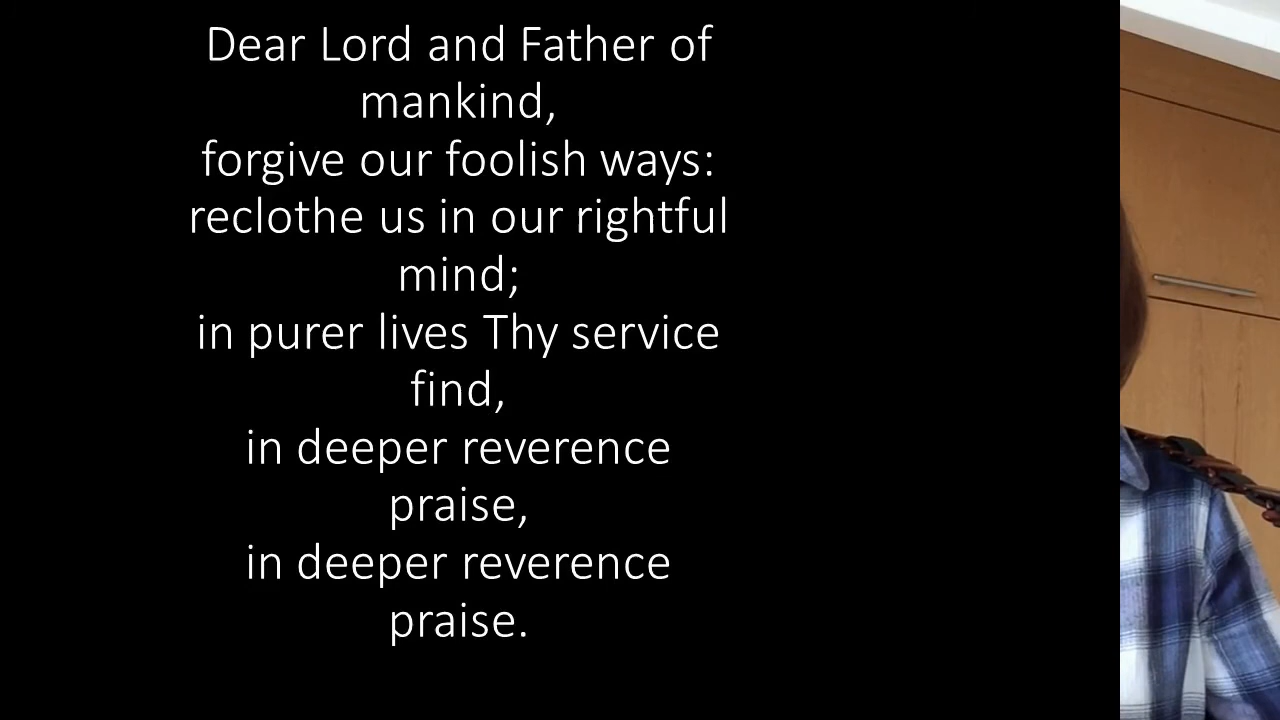 Dear Lord and Father of
mankind,
forgive our foolish ways:
reclothe us in our rightful
mind;
in purer lives Thy service
find,
in deeper reverence
praise,
in deeper reverence
praise.